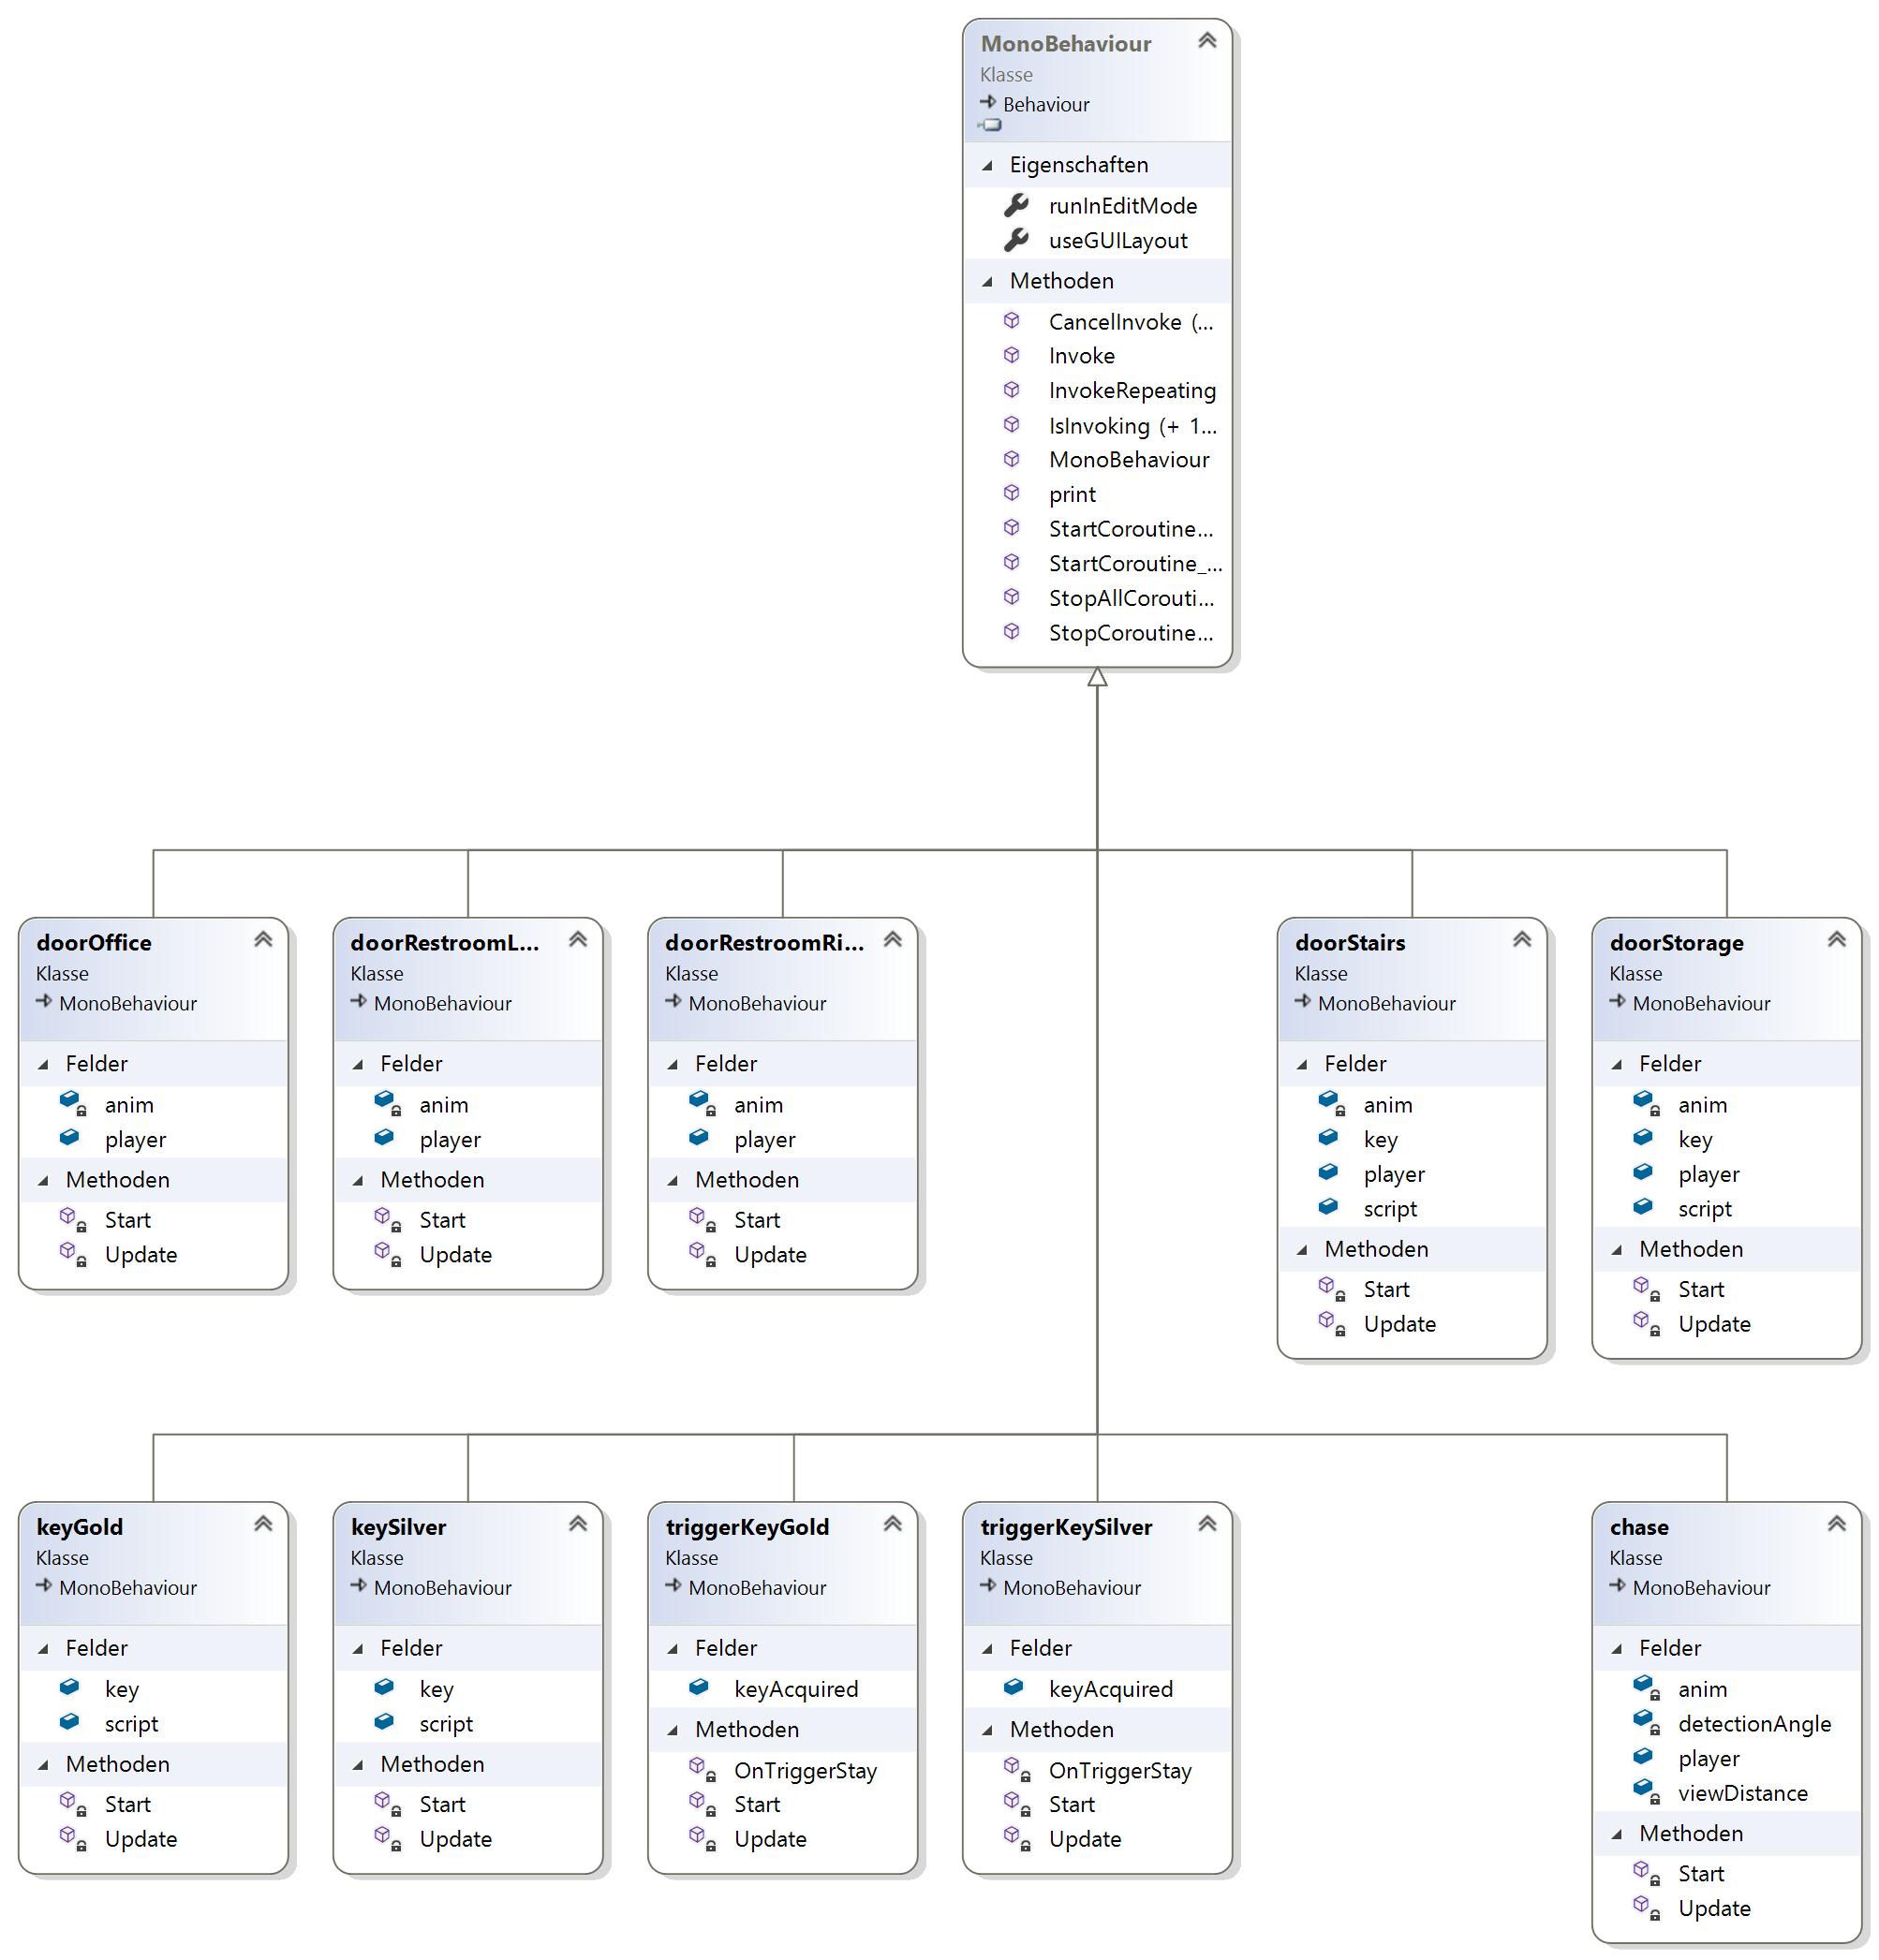 MonoBehaviour
Klasse
Behaviour
Eigenschaften
runInEditMode
useGUILayout
Methoden
CancelInvoke (...
Invoke
InvokeRepeating
IsInvoking (+ 1...
MonoBehaviour
print
StartCoroutine...
StartCoroutine_...
StopAllCorouti...
StopCoroutine...
doorOffice
Klasse
MonoBehaviour
Felder
anim
player
Methoden
Start
Update
doorRestroomL...
Klasse
MonoBehaviour
Felder
anim
player
Methoden
Start
Update
doorRestroomRi...
Klasse
MonoBehaviour
Felder
anim
player
Methoden
Start
Update
doorStairs
Klasse
MonoBehaviour
Felder
anim
key
player
script
Methoden
Start
Update
doorStorage
Klasse
MonoBehaviour
Felder
anim
key
player
script
Methoden
Start
Update
keyGold
Klasse
MonoBehaviour
Felder
key
script
Methoden
Start
Update
keySilver
Klasse
MonoBehaviour
Felder
key
script
Methoden
Start
Update
triggerKeyGold
Klasse
MonoBehaviour
Felder
keyAcquired
Methoden
OnTriggerStay
Start
Update
triggerKeySilver
Klasse
MonoBehaviour
Felder
keyAcquired
Methoden
OnTriggerStay
Start
Update
chase
Klasse
MonoBehaviour
Felder
anim
detectionAngle
player
viewDistance
Methoden
Start
Update